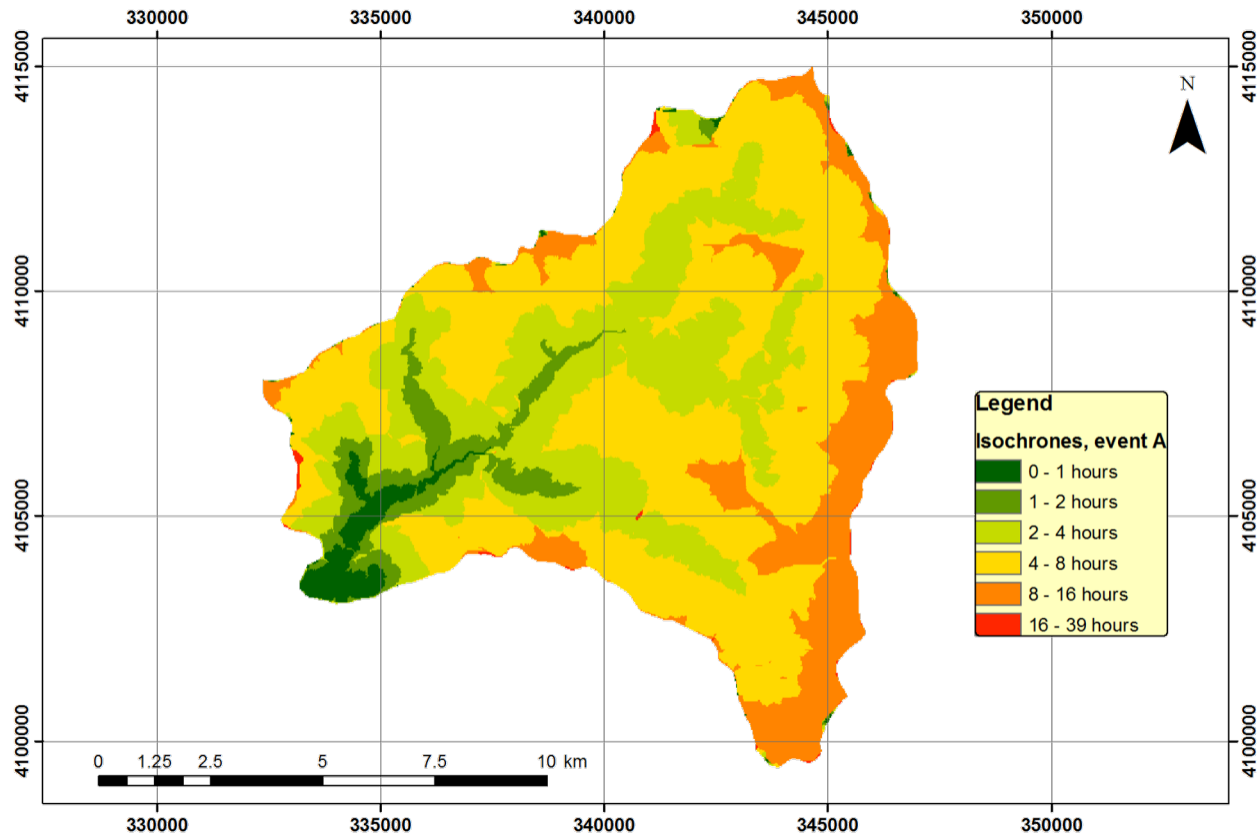 330000 335000 340000 345000 350000
4115000 4115000
N
4110000 4110000
Legend
Isochrones, event A
0 - 1 hours
1 - 2 hours
2 - 4 hours
4 - 8 hours
8 - 16 hours
16 - 39 hours
4105000 4105000
4100000 4100000
0 1.25 2.5 5 7.5 10 km
330000 335000 340000 345000 350000